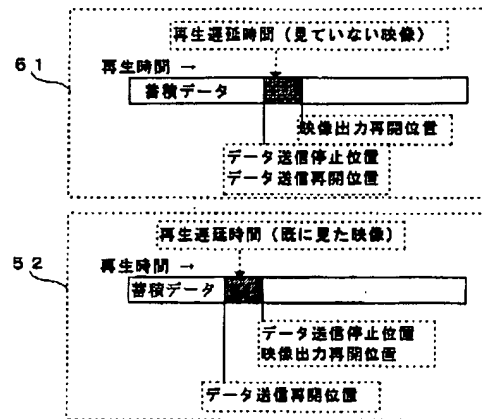 再生遅延時間（見ていない映像）
61
再生時間 →
蓄積データ
映像出力再開位置
データ送信停止位置
データ送信再開位置
再生遅延時間（既に見た映像）
52
再生時間 →
蓄積データ
データ送信停止位置
映像出力再開位置
データ送信再開位置